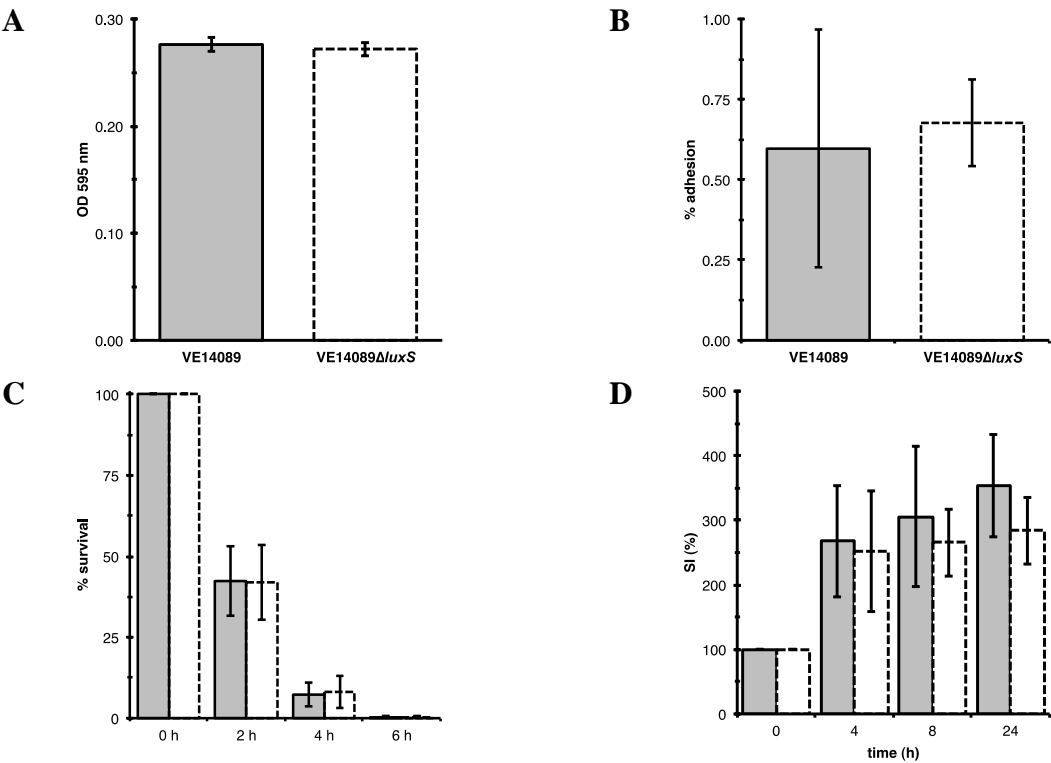 A
0.30
0.20
0.10
0.00
OD 595 nm
VE14089
VE14089ΔluxS
B
1.00
0.75
0.50
0.25
0.00
% adhesion
VE14089
VE14089ΔluxS
C
100
75
50
25
0
% survival
0 h
2 h
4 h
6 h
D
500
400
300
200
100
0
SI (%)
0
4
8
24
time (h)